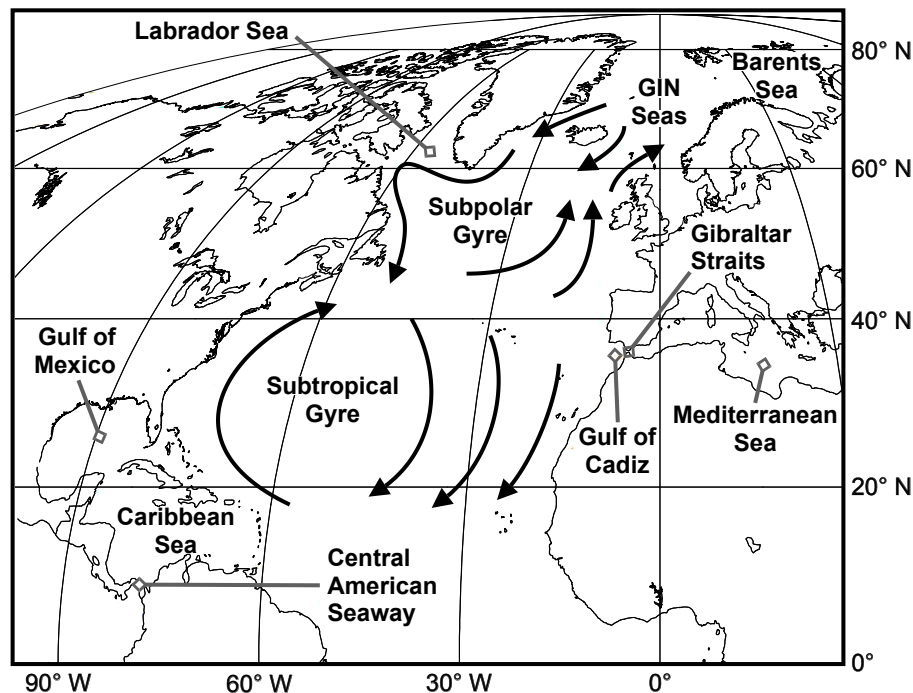 Labrador Sea
80° N
Barents
Sea
GIN
Seas
60° N
Subpolar
Gyre
Gibraltar
Straits
40° N
Gulf of
Mexico
Subtropical
Gyre
Mediterranean
Sea
Gulf of
Cadiz
20° N
Caribbean
Sea
Central
American
Seaway
0°
90° W
60° W
30° W
0°